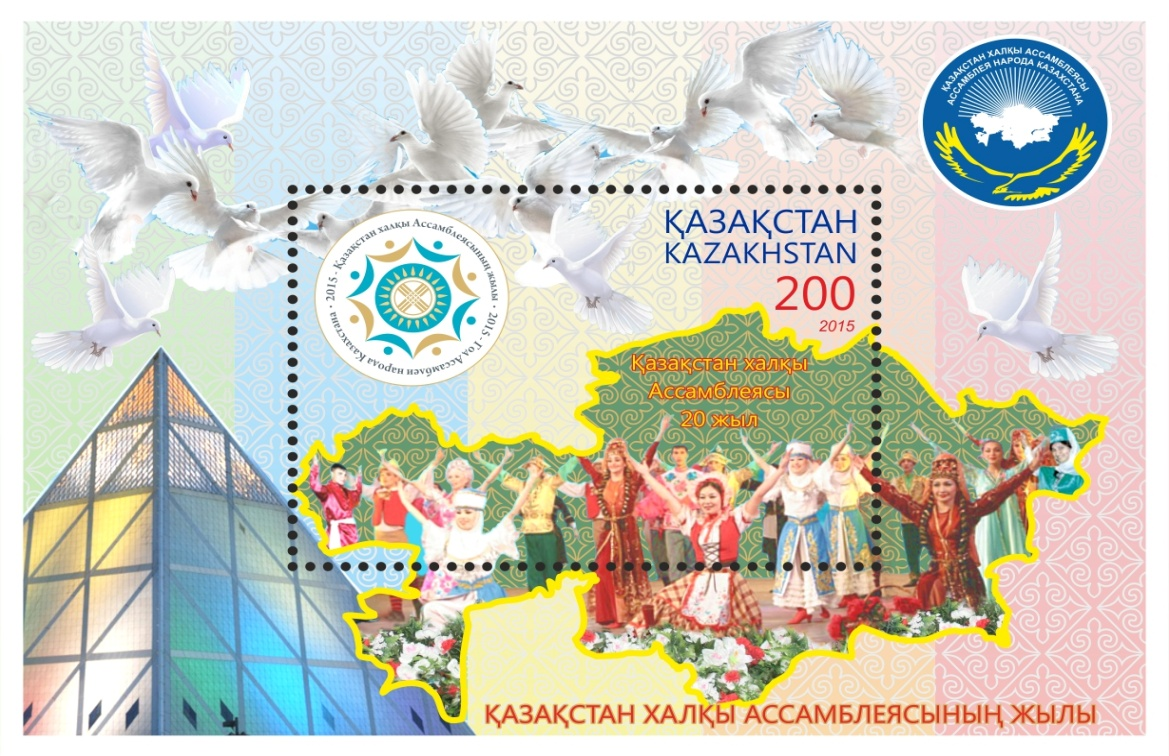 ҚАЗАҚСТАН ХАЛҚЫ АССАМБЛЕЯСЫ
АССАМБЛЕЯ НАРОДА КАЗАХСТАНА
ҚАЗАҚСТАН
KAZAKHSTAN
200
2015
2015 - Қазақстан халқы Ассамблеясының жылы
2015 - Год Ассамблеи народа Казахстана
Қазақстан халқы
Ассамблеясы
20 жыл
ҚАЗАҚСТАН ХАЛҚЫ АССАМБЛЕЯСЫНЫҢ ЖЫЛЫ